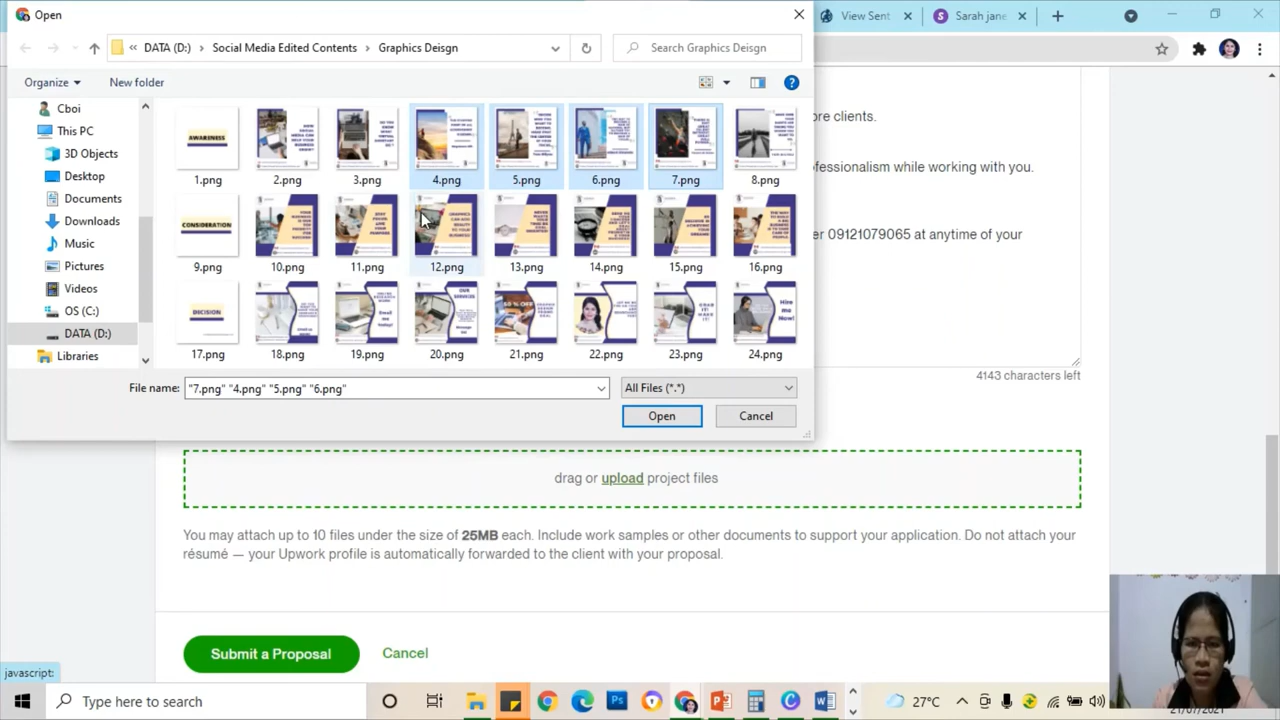 Open
View Sent
Sarah jane
DATA (D:) > Social Media Edited Contents > Graphics Deisgn
Search Graphics Deisgn
Organize
New folder
Cboi
This PC
3D Objects
Desktop
Documents
Downloads
Music
Pictures
Videos
OS (C:)
DATA (D:)
Libraries
AWARENESS
1.png
2.png
3.png
4.png
5.png
6.png
7.png
8.png
CONSIDERATION
9.png
10.png
11.png
12.png
13.png
14.png
15.png
16.png
DECISION
17.png
18.png
19.png
20.png
21.png
22.png
23.png
24.png
File name:
"7.png" "4.png" "5.png" "6.png"
All Files (*.*)
Open
Cancel
ore clients.
ofessionalism while working with you.
er 09121079065 at anytime of your
4143 characters left
drag or upload project files
You may attach up to 10 files under the size of 25MB each. Include work samples or other documents to support your application. Do not attach your
résumé — your Upwork profile is automatically forwarded to the client with your proposal.
Submit a Proposal
Cancel
javascript:
Type here to search
27°C
21/07/2021